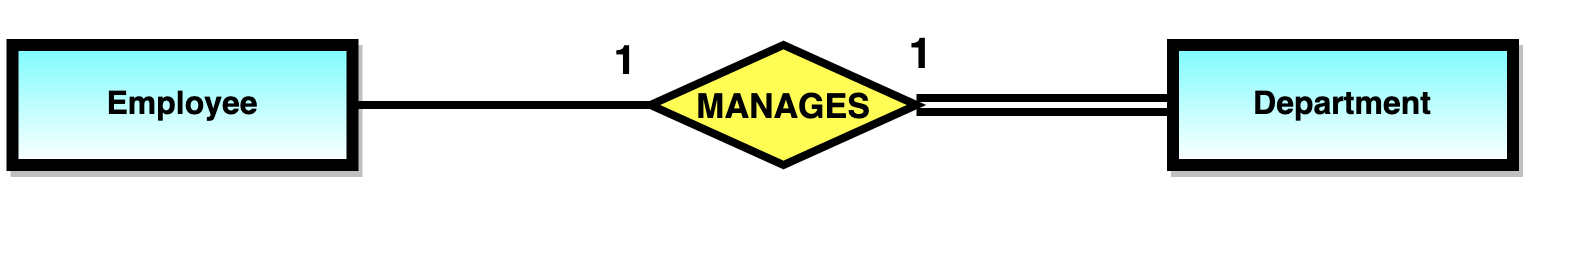 1
1
Employee
MANAGES
Department